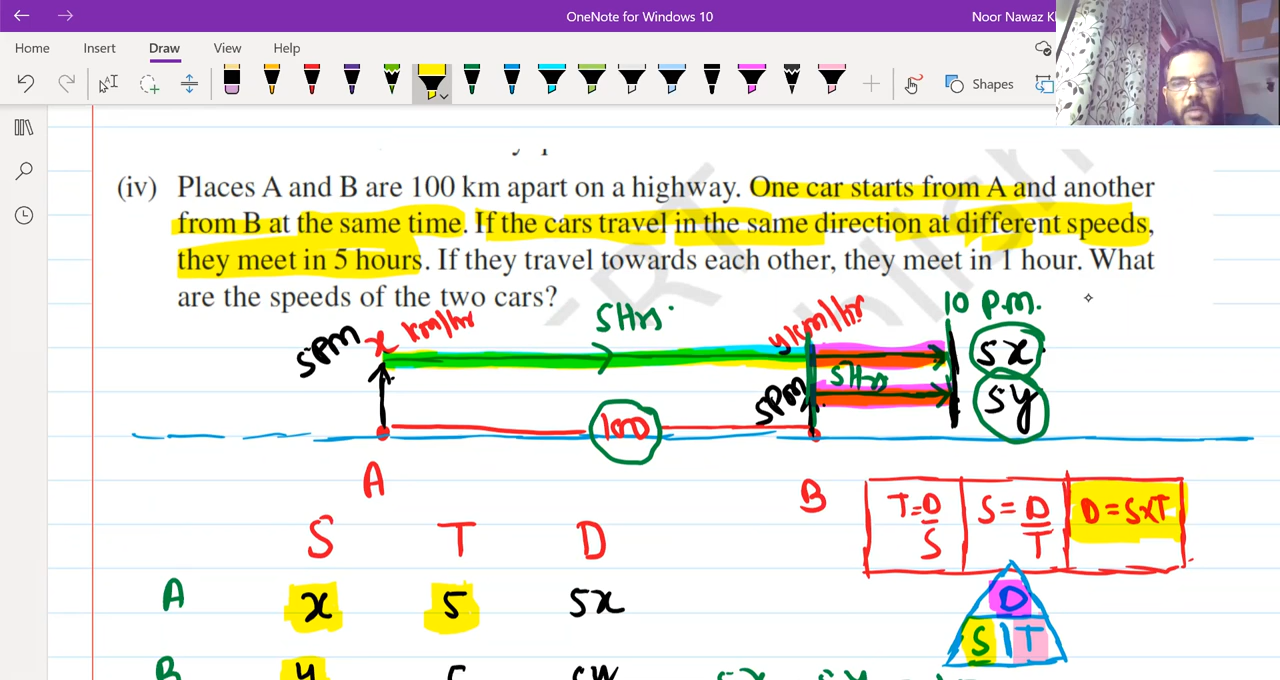 OneNote for Windows 10
Noor Nawaz
Home Insert Draw View Help
Shapes
(iv) Places A and B are 100 km apart on a highway. One car starts from A and another
from B at the same time. If the cars travel in the same direction at different speeds,
they meet in 5 hours. If they travel towards each other, they meet in 1 hour. What
are the speeds of the two cars?
10 P.M.
5PM x km/hr 5Hrs. y km/hr 5x
5PM 5Hrs 5y
100
A B
T=D/S S=D/T D=S×T
S T D
D
A x 5 5x
S T
B y